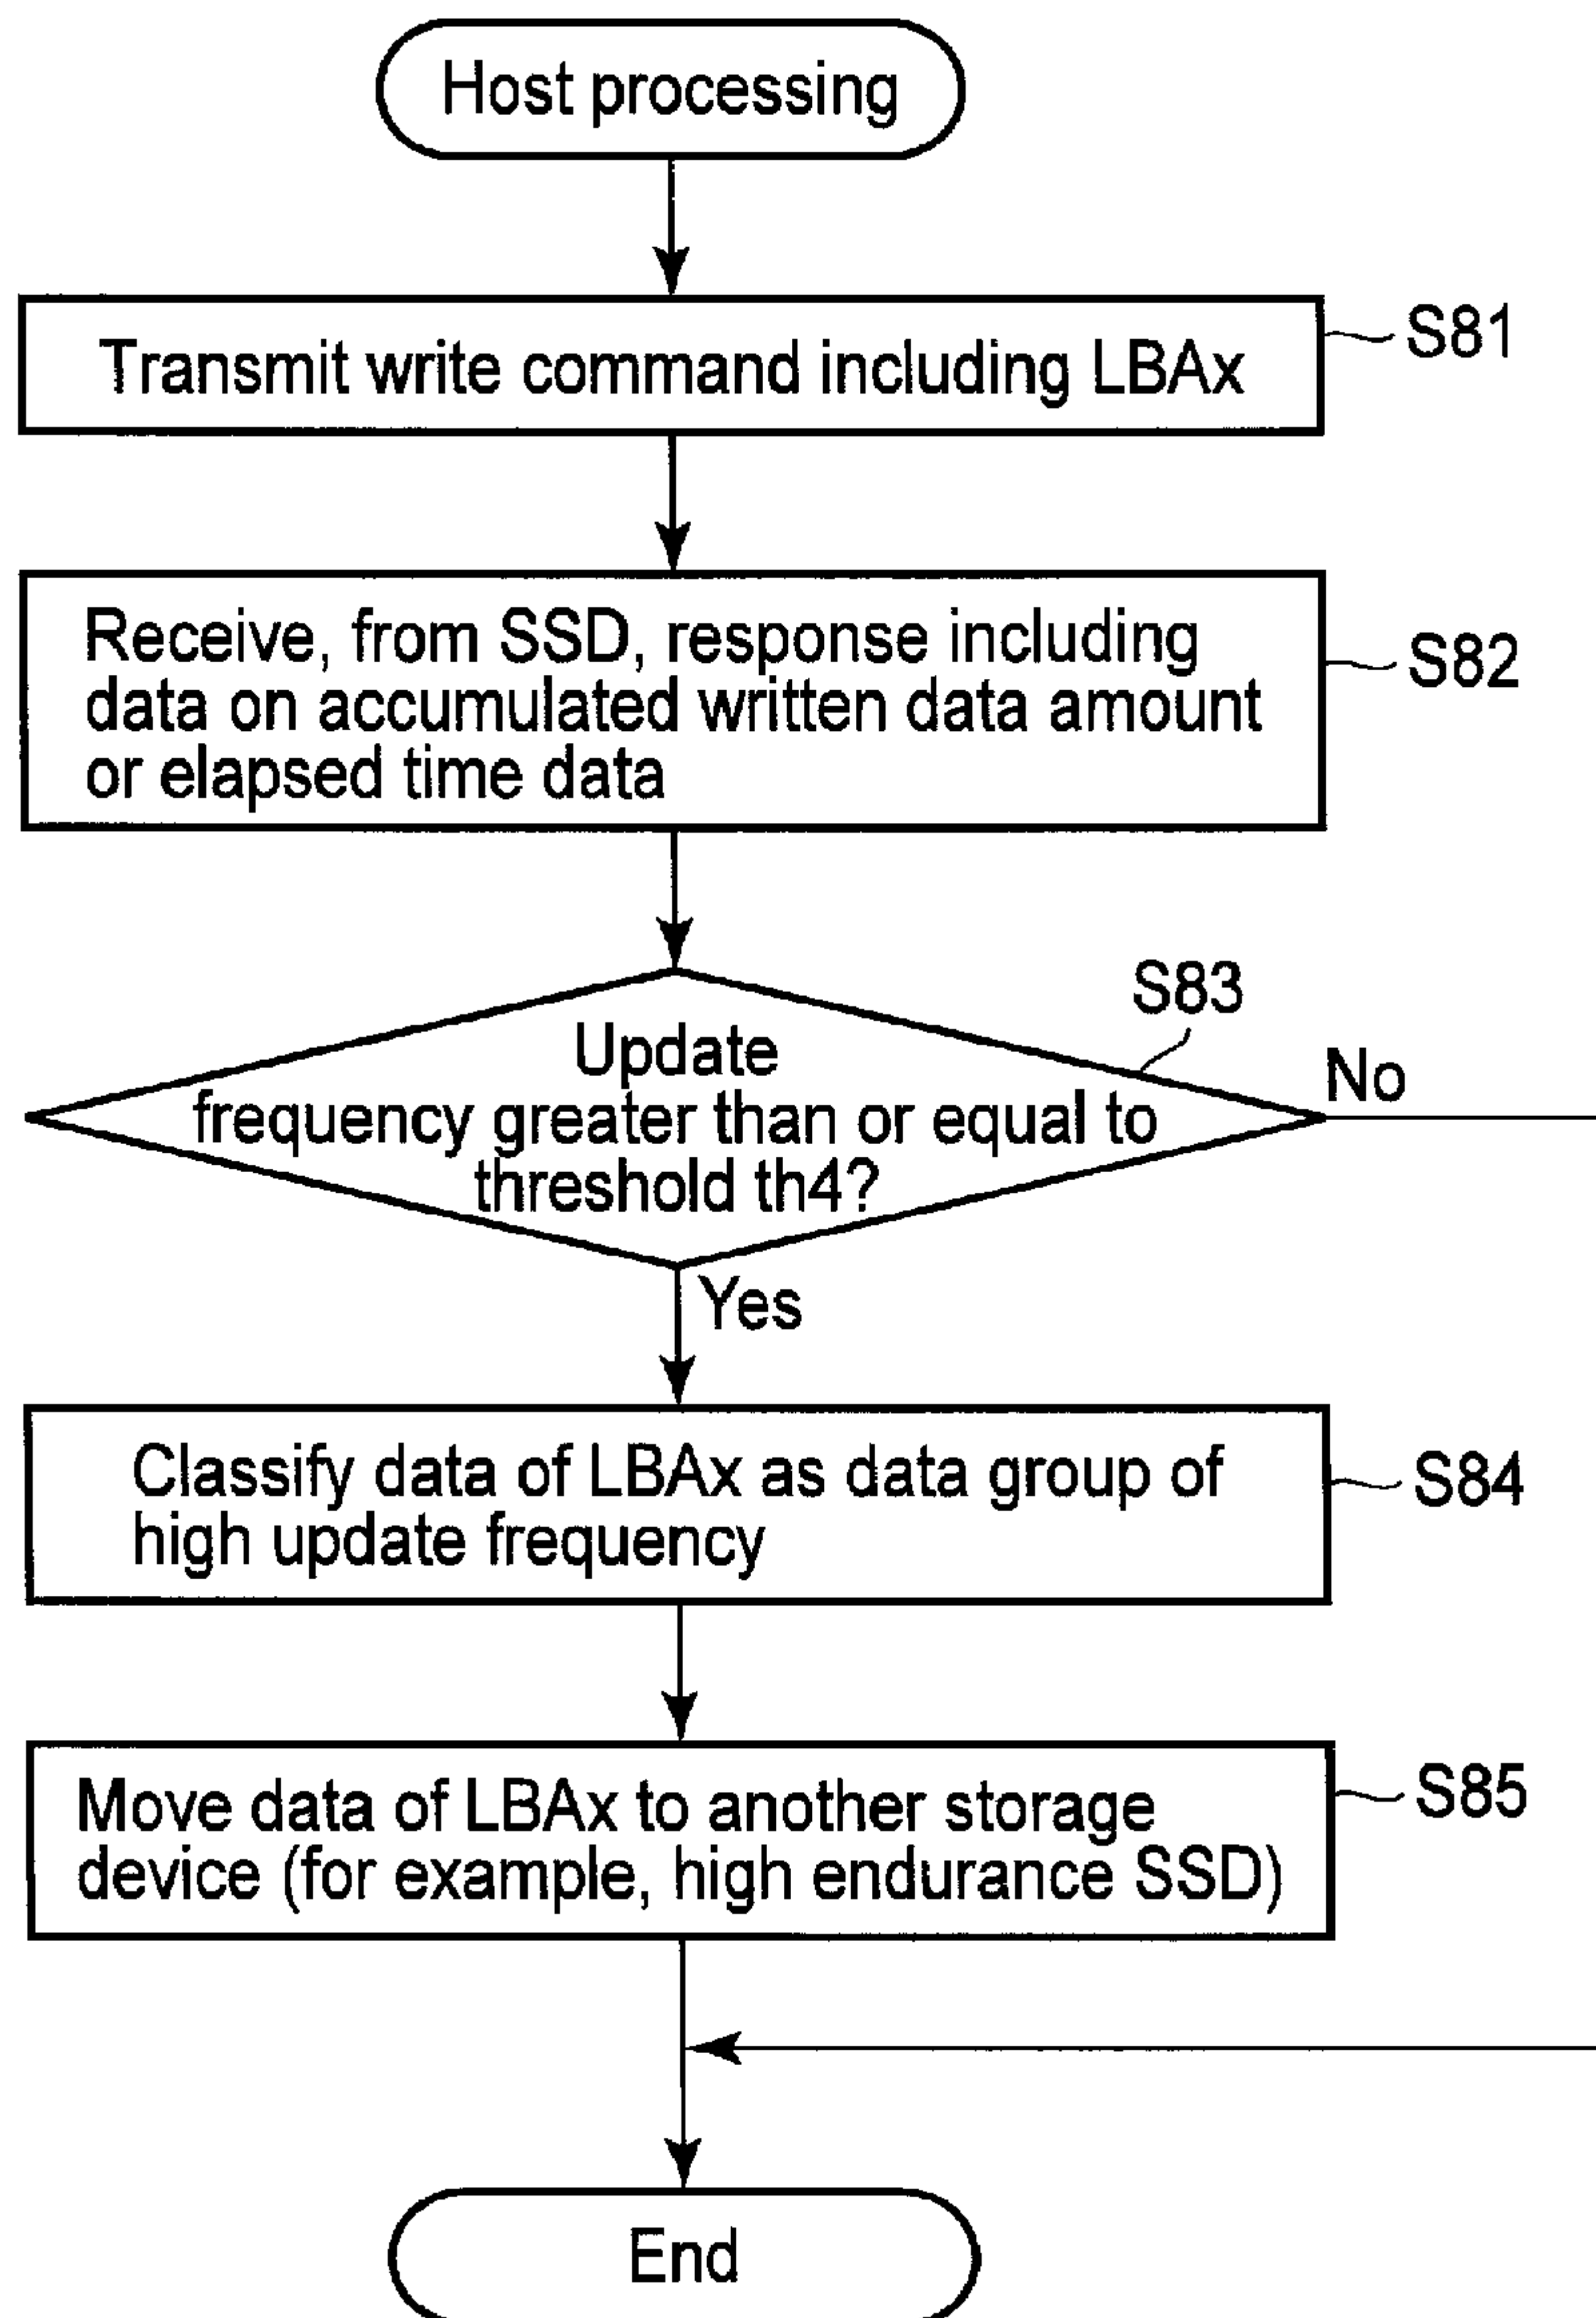 Host processing
Transmit write command including LBAx
S81
Receive, from SSD, response including
data on accumulated written data amount
or elapsed time data
S82
S83
Update
frequency greater than or equal to
threshold th4?
No
Yes
Classify data of LBAx as data group of
high update frequency
S84
Move data of LBAx to another storage
device (for example, high endurance SSD)
S85
End